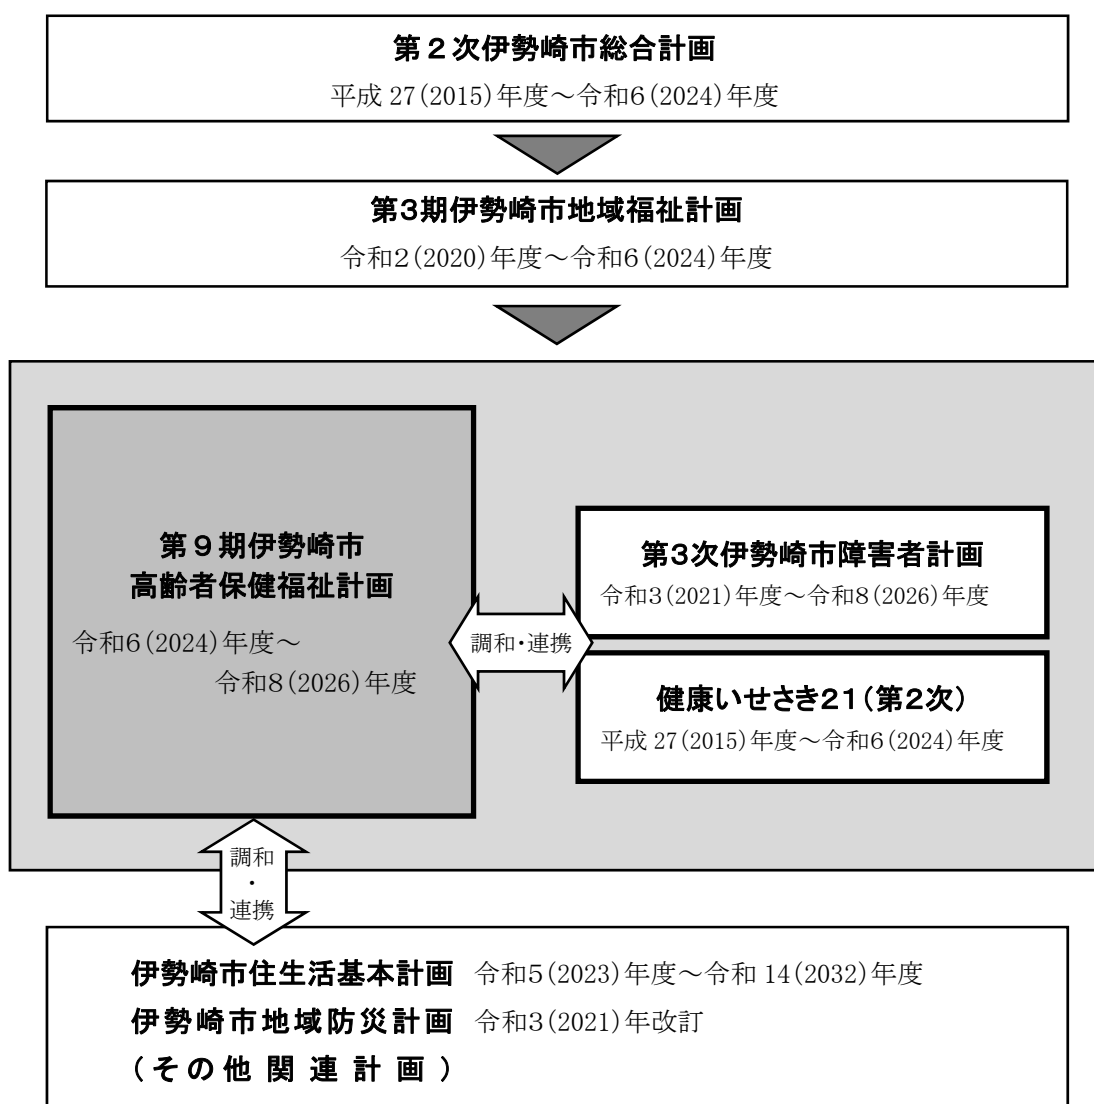 第2次伊勢崎市総合計画
平成27(2015)年度～令和6(2024)年度
第3期伊勢崎市地域福祉計画
令和2(2020)年度～令和6(2024)年度
第9期伊勢崎市
高齢者保健福祉計画
令和6(2024)年度～
令和8(2026)年度
調和・連携
第3次伊勢崎市障害者計画
令和3(2021)年度～令和8(2026)年度
健康いせさき21(第2次)
平成27(2015)年度～令和6(2024)年度
調和
・
連携
伊勢崎市住生活基本計画 令和5(2023)年度～令和14(2032)年度
伊勢崎市地域防災計画 令和3(2021)年改訂
(その他関連計画)